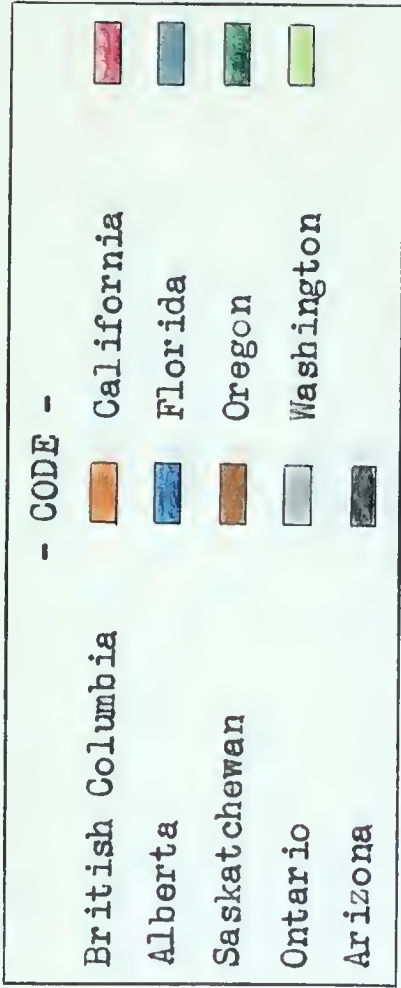 - CODE -
British Columbia California
Alberta Florida
Saskatchewan Oregon
Ontario Washington
Arizona